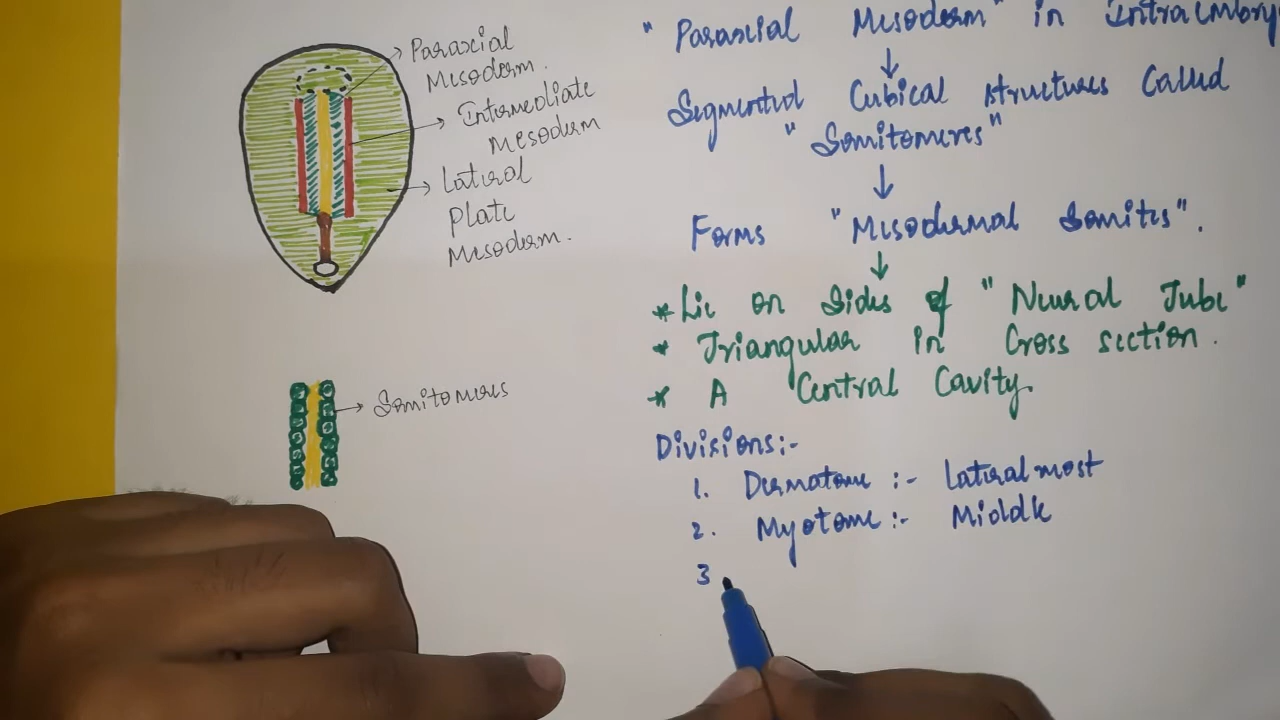 Paraxial
Mesoderm.
Intermediate
Mesoderm
Lateral
Plate
Mesoderm.
Somitomeres
"Paraxial Mesoderm" in Intraembry
↓
Segmented Cubical structures Called
"Somitomeres"
↓
Forms "Mesodermal Somites".
↓
* Lie on Sides of "Neural Tube"
* Triangular in Cross section.
* A Central Cavity.
Divisions:-
1. Dermatome :- Lateral most
2. Myotome :- Middle
3